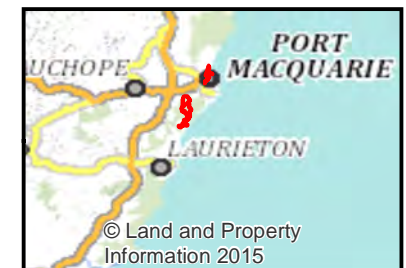 PORT
MACQUARIE
UCHOPE
LAURIETON
© Land and Property
Information 2015